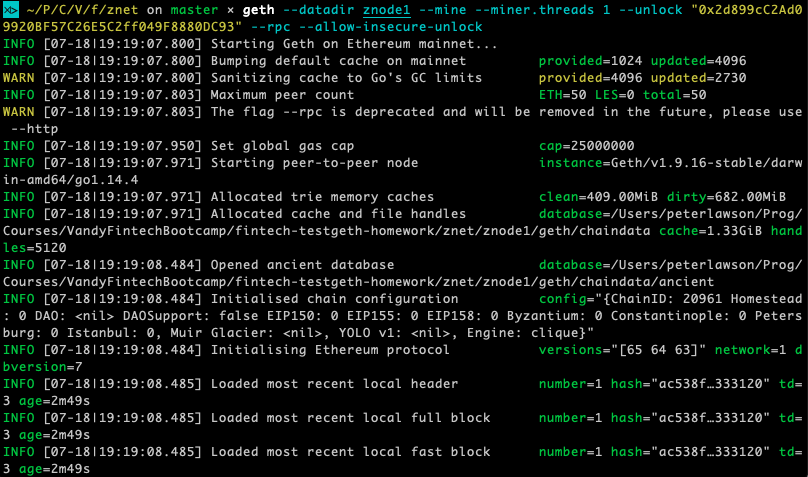 ~/P/C/V/f/znet on master × geth --datadir znode1 --mine --miner.threads 1 --unlock "0x2d899cC2Ad0
9920BF57C26E5C2ff049F8880DC93" --rpc --allow-insecure-unlock
INFO [07-18|19:19:07.800] Starting Geth on Ethereum mainnet...
INFO [07-18|19:19:07.800] Bumping default cache on mainnet provided=1024 updated=4096
WARN [07-18|19:19:07.800] Sanitizing cache to Go's GC limits provided=4096 updated=2730
INFO [07-18|19:19:07.803] Maximum peer count ETH=50 LES=0 total=50
WARN [07-18|19:19:07.803] The flag --rpc is deprecated and will be removed in the future, please use
--http
INFO [07-18|19:19:07.950] Set global gas cap cap=25000000
INFO [07-18|19:19:07.971] Starting peer-to-peer node instance=Geth/v1.9.16-stable/darw
in-amd64/go1.14.4
INFO [07-18|19:19:07.971] Allocated trie memory caches clean=409.00MiB dirty=682.00MiB
INFO [07-18|19:19:07.971] Allocated cache and file handles database=/Users/peterlawson/Prog/
Courses/VandyFintechBootcamp/fintech-testgeth-homework/znet/znode1/geth/chaindata cache=1.33GiB hand
les=5120
INFO [07-18|19:19:08.484] Opened ancient database database=/Users/peterlawson/Prog/
Courses/VandyFintechBootcamp/fintech-testgeth-homework/znet/znode1/geth/chaindata/ancient
INFO [07-18|19:19:08.484] Initialised chain configuration config="{ChainID: 20961 Homestead
: 0 DAO: <nil> DAOSupport: false EIP150: 0 EIP155: 0 EIP158: 0 Byzantium: 0 Constantinople: 0 Peters
burg: 0 Istanbul: 0, Muir Glacier: <nil>, YOLO v1: <nil>, Engine: clique}"
INFO [07-18|19:19:08.484] Initialising Ethereum protocol versions="[65 64 63]" network=1 d
bversion=7
INFO [07-18|19:19:08.485] Loaded most recent local header number=1 hash="ac538f…333120" td=
3 age=2m49s
INFO [07-18|19:19:08.485] Loaded most recent local full block number=1 hash="ac538f…333120" td=
3 age=2m49s
INFO [07-18|19:19:08.485] Loaded most recent local fast block number=1 hash="ac538f…333120" td=
3 age=2m49s